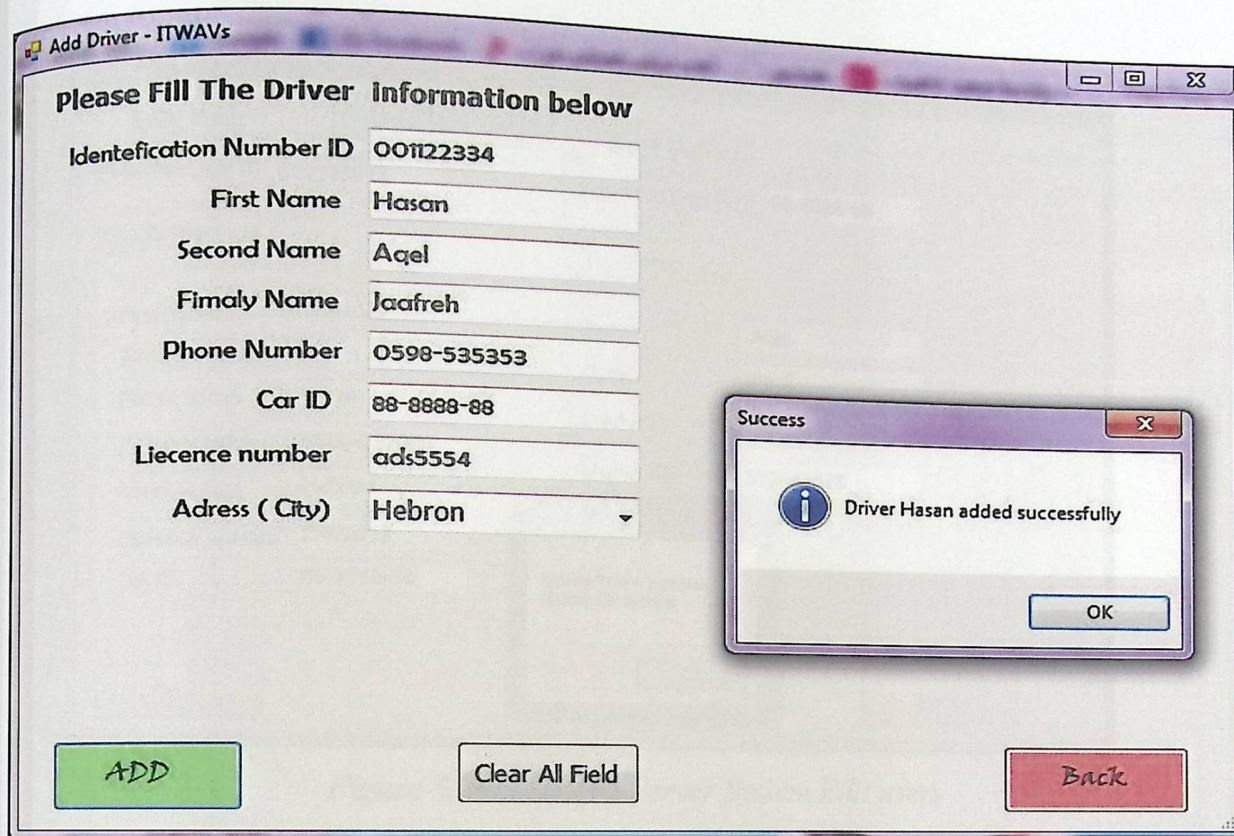 Add Driver - ITWAVs
please Fill The Driver information below
Identefication Number ID 001122334
First Name Hasan
Second Name Aqel
Fimaly Name Jaafreh
Phone Number 0598-535353
Car ID 88-8888-88
Liecence number ads5554
Adress ( City) Hebron
Success
Driver Hasan added successfully
OK
ADD
Clear All Field
Back